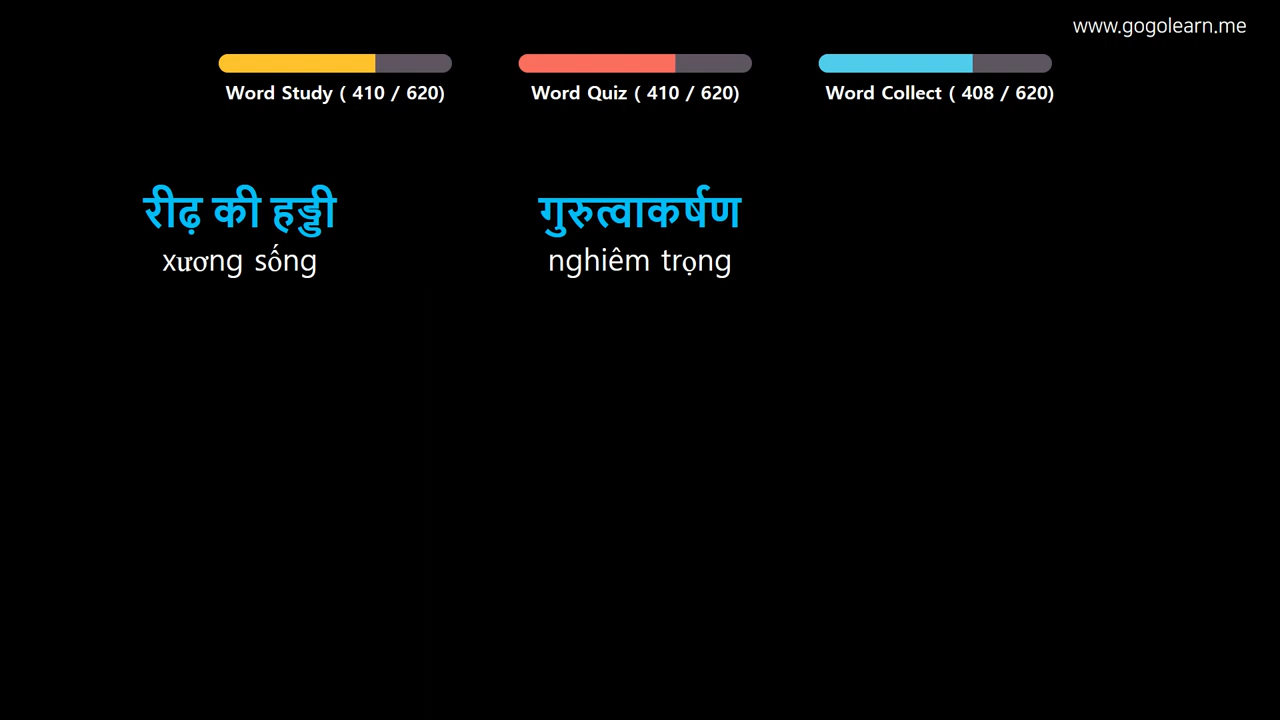 www.gogolearn.me
Word Study ( 410 / 620)
Word Quiz ( 410 / 620)
Word Collect ( 408 / 620)
रीढ़ की हड्डी
xương sống
गुरुत्वाकर्षण
nghiêm trọng